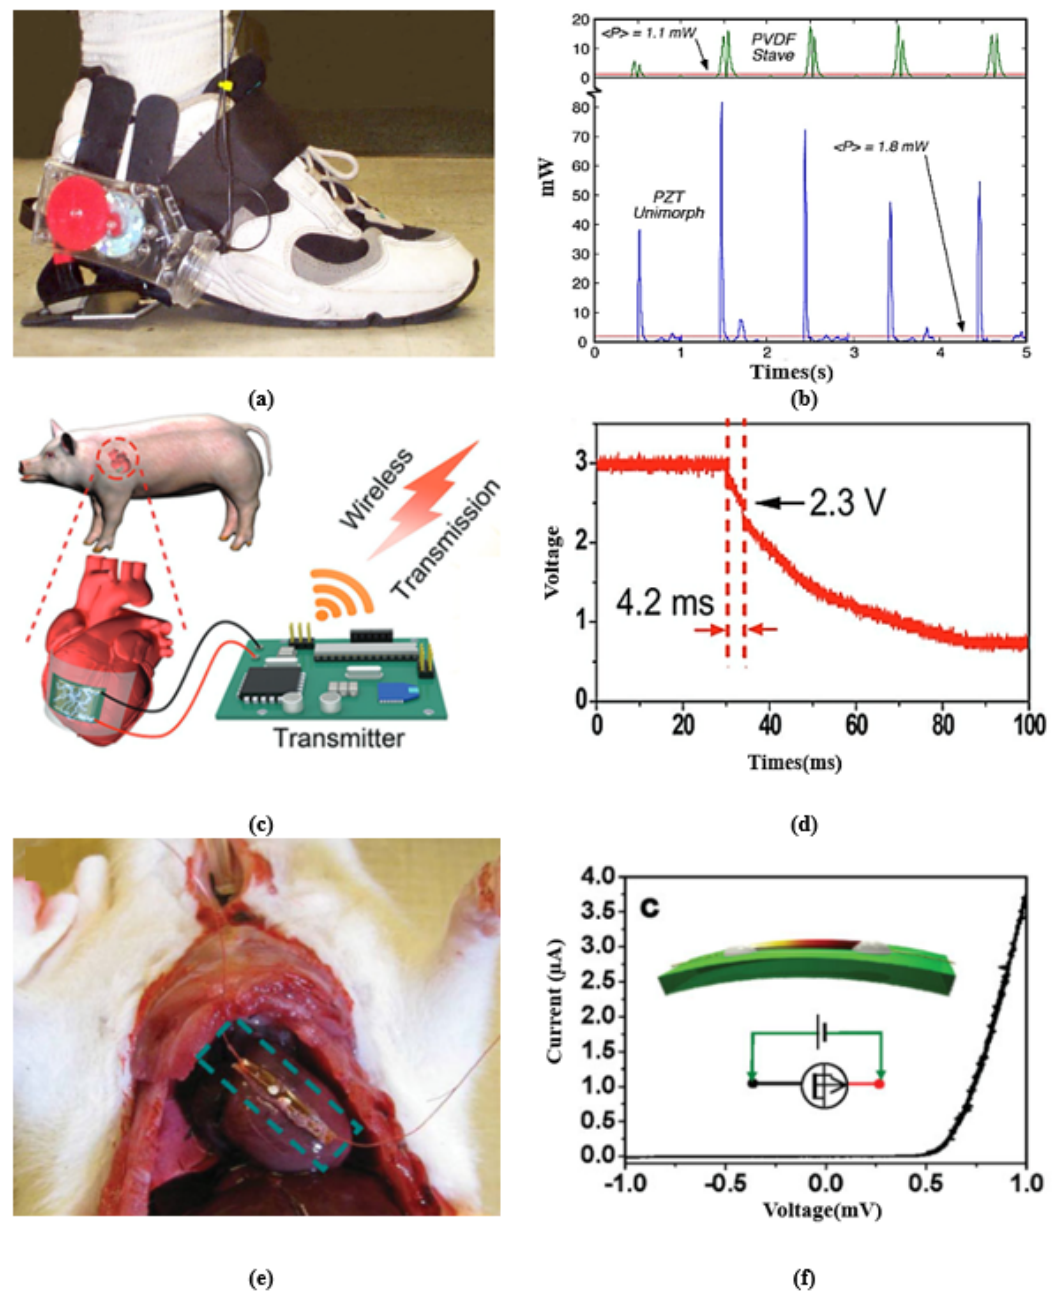 mW
20
15
10
0
<P> = 1.1 mW
PVDF
Stave
80
70
60
50
40
30
20
10
0
<P> = 1.8 mW
PZT
Unimorph
mW
0 1 2 3 4 5
Times(s)
(a)
(b)
Wireless
Transmission
Transmitter
Voltage
3
2
1
0
2.3 V
4.2 ms
0 20 40 60 80 100
Times(ms)
(c)
(d)
Current (μA)
4.0
3.5
3.0
2.5
2.0
1.5
1.0
0.5
0.0
C
-1.0 -0.5 0.0 0.5 1.0
Voltage(mV)
(e)
(f)